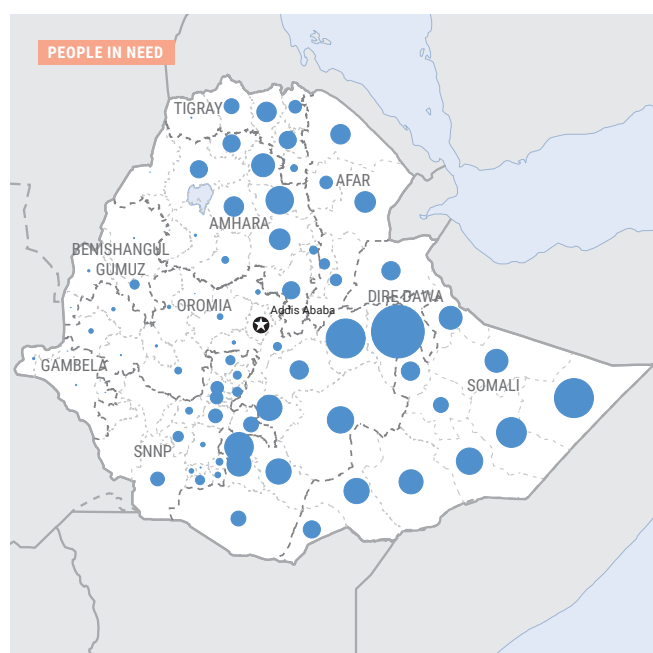 PEOPLE IN NEED
TIGRAY
AFAR
AMHARA
BENISHANGUL
GUMUZ
DIRE DAWA
OROMIA
Addis Ababa
GAMBELA
SOMALI
SNNP